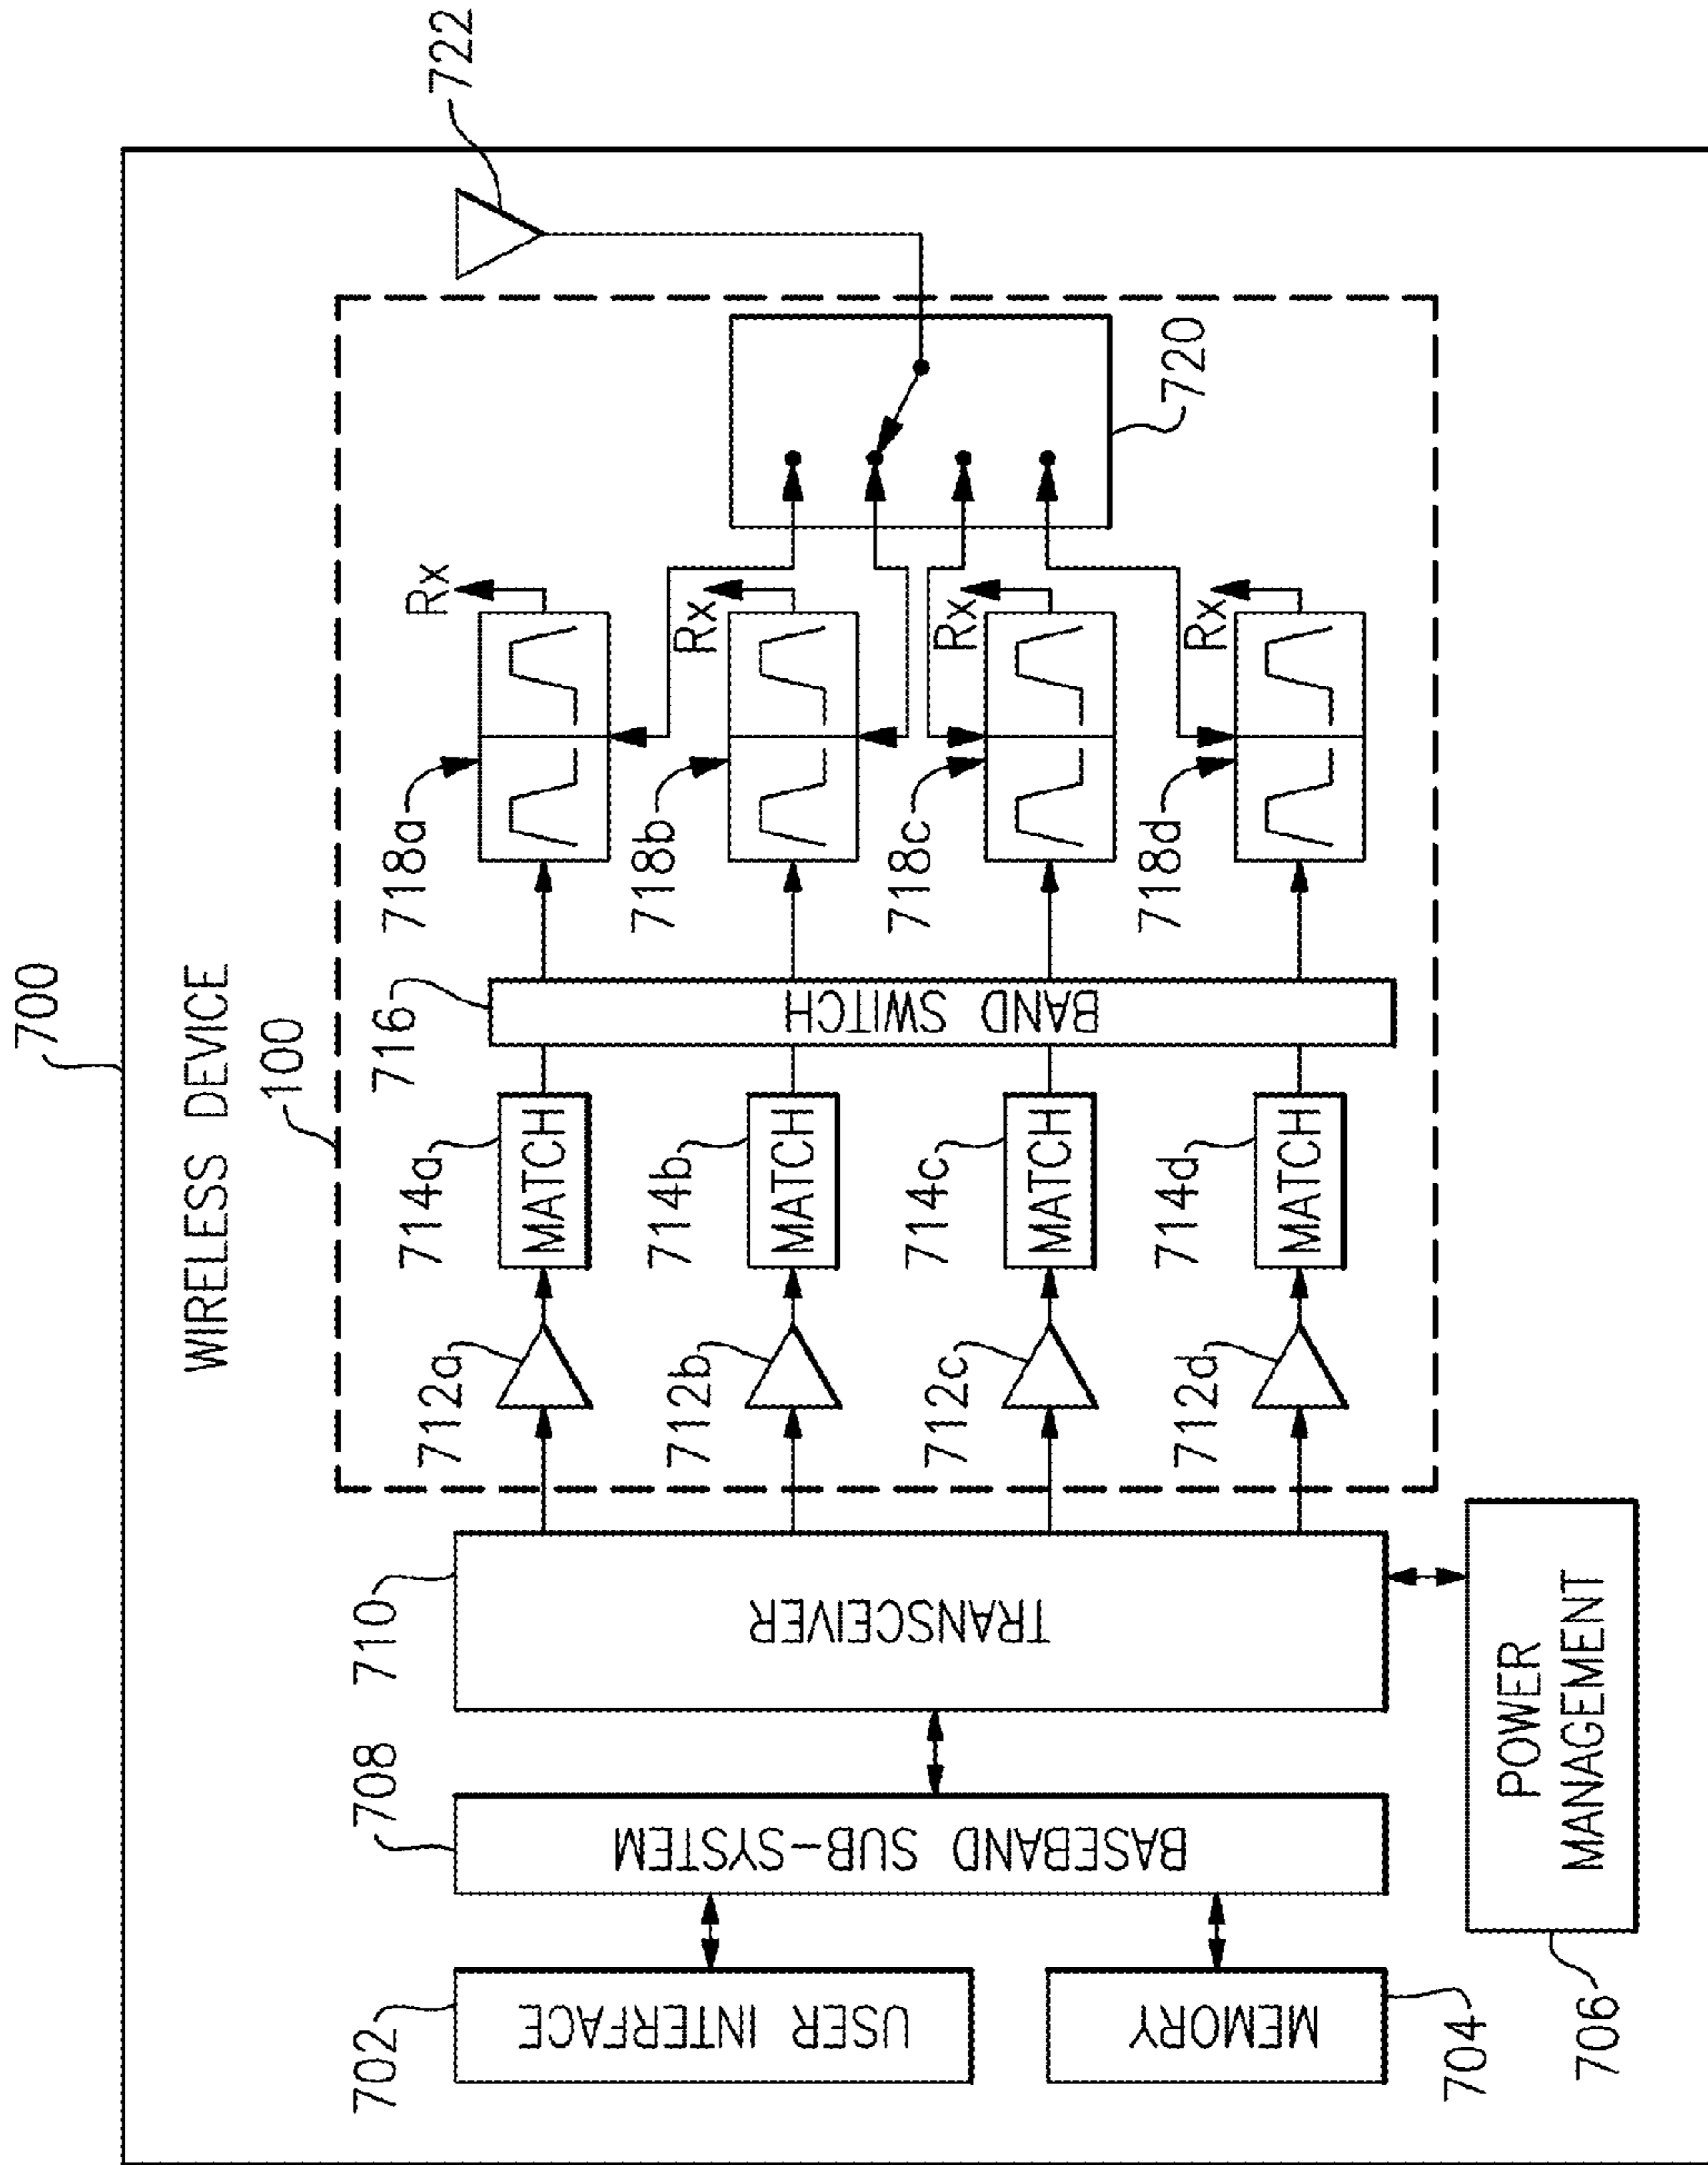 700
WIRELESS DEVICE
100
722
702
USER INTERFACE
704
MEMORY
708
BASEBAND SUB-SYSTEM
710
TRANSCEIVER
706
POWER
MANAGEMENT
712a
714a
MATCH
712b
714b
MATCH
712c
714c
MATCH
712d
714d
MATCH
716
BAND SWITCH
718a
Rx
718b
Rx
718c
Rx
718d
Rx
720